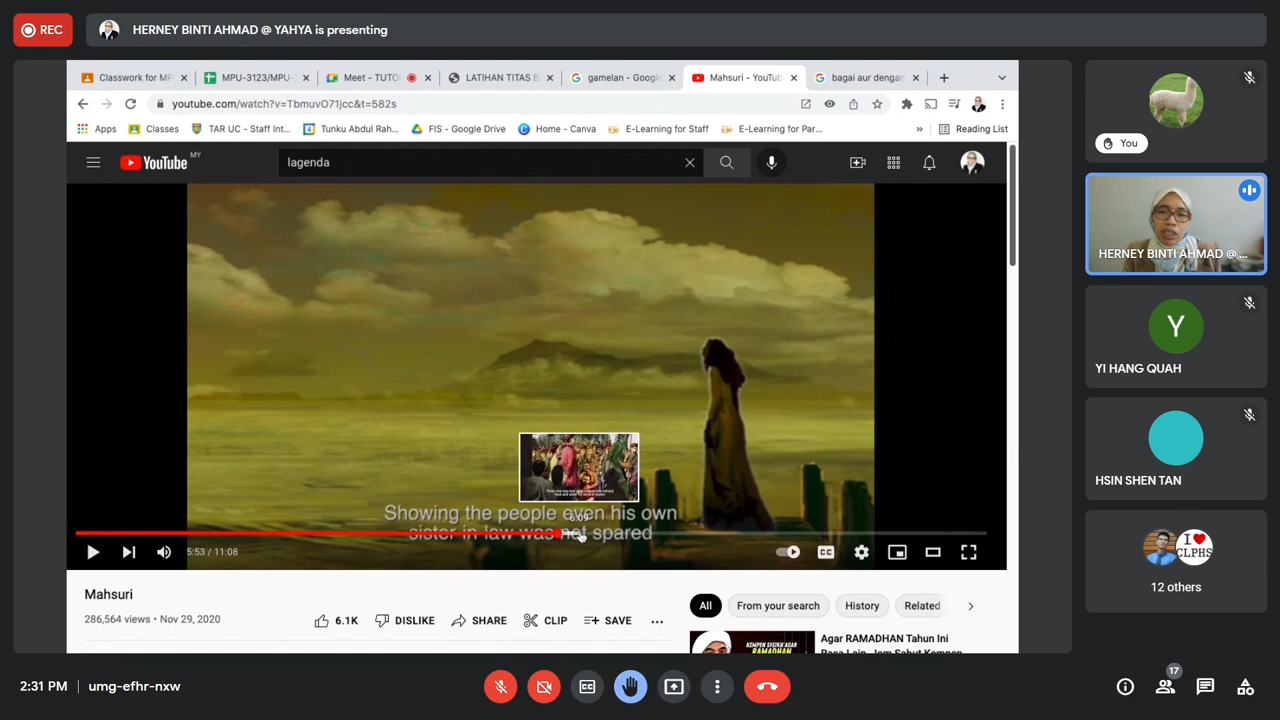 REC
HERNEY BINTI AHMAD @ YAHYA is presenting
Classwork for MP
MPU-3123/MPU-
Meet - TUTO
LATIHAN TITAS B
gamelan - Google
Mahsuri - YouTub
bagai aur dengan
youtube.com/watch?v=TbmuvO71jcc&t=582s
Apps
Classes
TAR UC - Staff Int...
Tunku Abdul Rah...
FIS - Google Drive
Home - Canva
E-Learning for Staff
E-Learning for Par...
»
Reading List
YouTube MY
lagenda
Showing the people even his own
sister in law was not spared
6:09
5:53 / 11:08
CC
Mahsuri
286,564 views • Nov 29, 2020
6.1K
DISLIKE
SHARE
CLIP
SAVE
All
From your search
History
Related
Agar RAMADHAN Tahun Ini
You
HERNEY BINTI AHMAD @ ...
Y
YI HANG QUAH
HSIN SHEN TAN
I
CLPHS
12 others
2:31 PM | umg-efhr-nxw
17